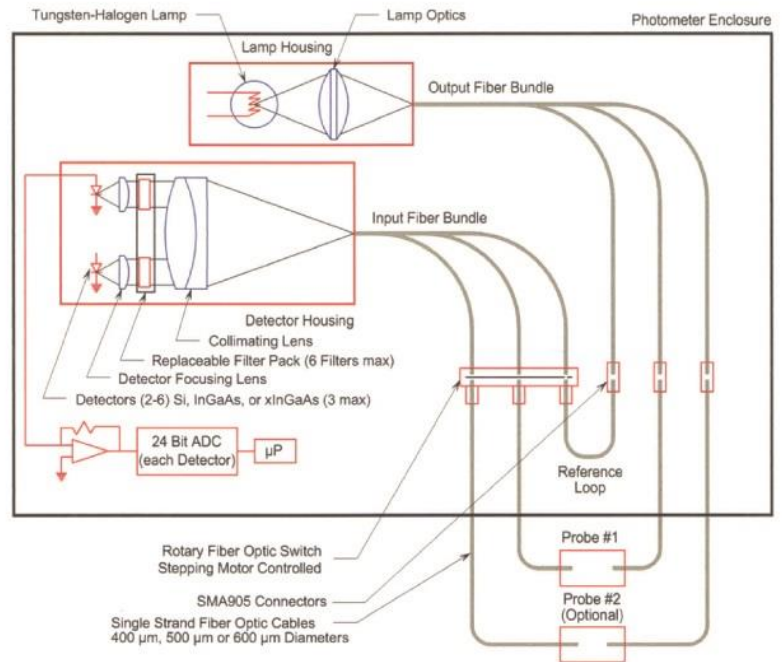 Tungsten-Halogen Lamp
Lamp Optics
Photometer Enclosure
Lamp Housing
Output Fiber Bundle
Input Fiber Bundle
Detector Housing
Collimating Lens
Replaceable Filter Pack (6 Filters max)
Detector Focusing Lens
Detectors (2-6) Si, InGaAs, or xInGaAs (3 max)
24 Bit ADC
(each Detector)
µP
Reference
Loop
Rotary Fiber Optic Switch
Stepping Motor Controlled
Probe #1
SMA905 Connectors
Probe #2
(Optional)
Single Strand Fiber Optic Cables
400 µm, 500 µm or 600 µm Diameters